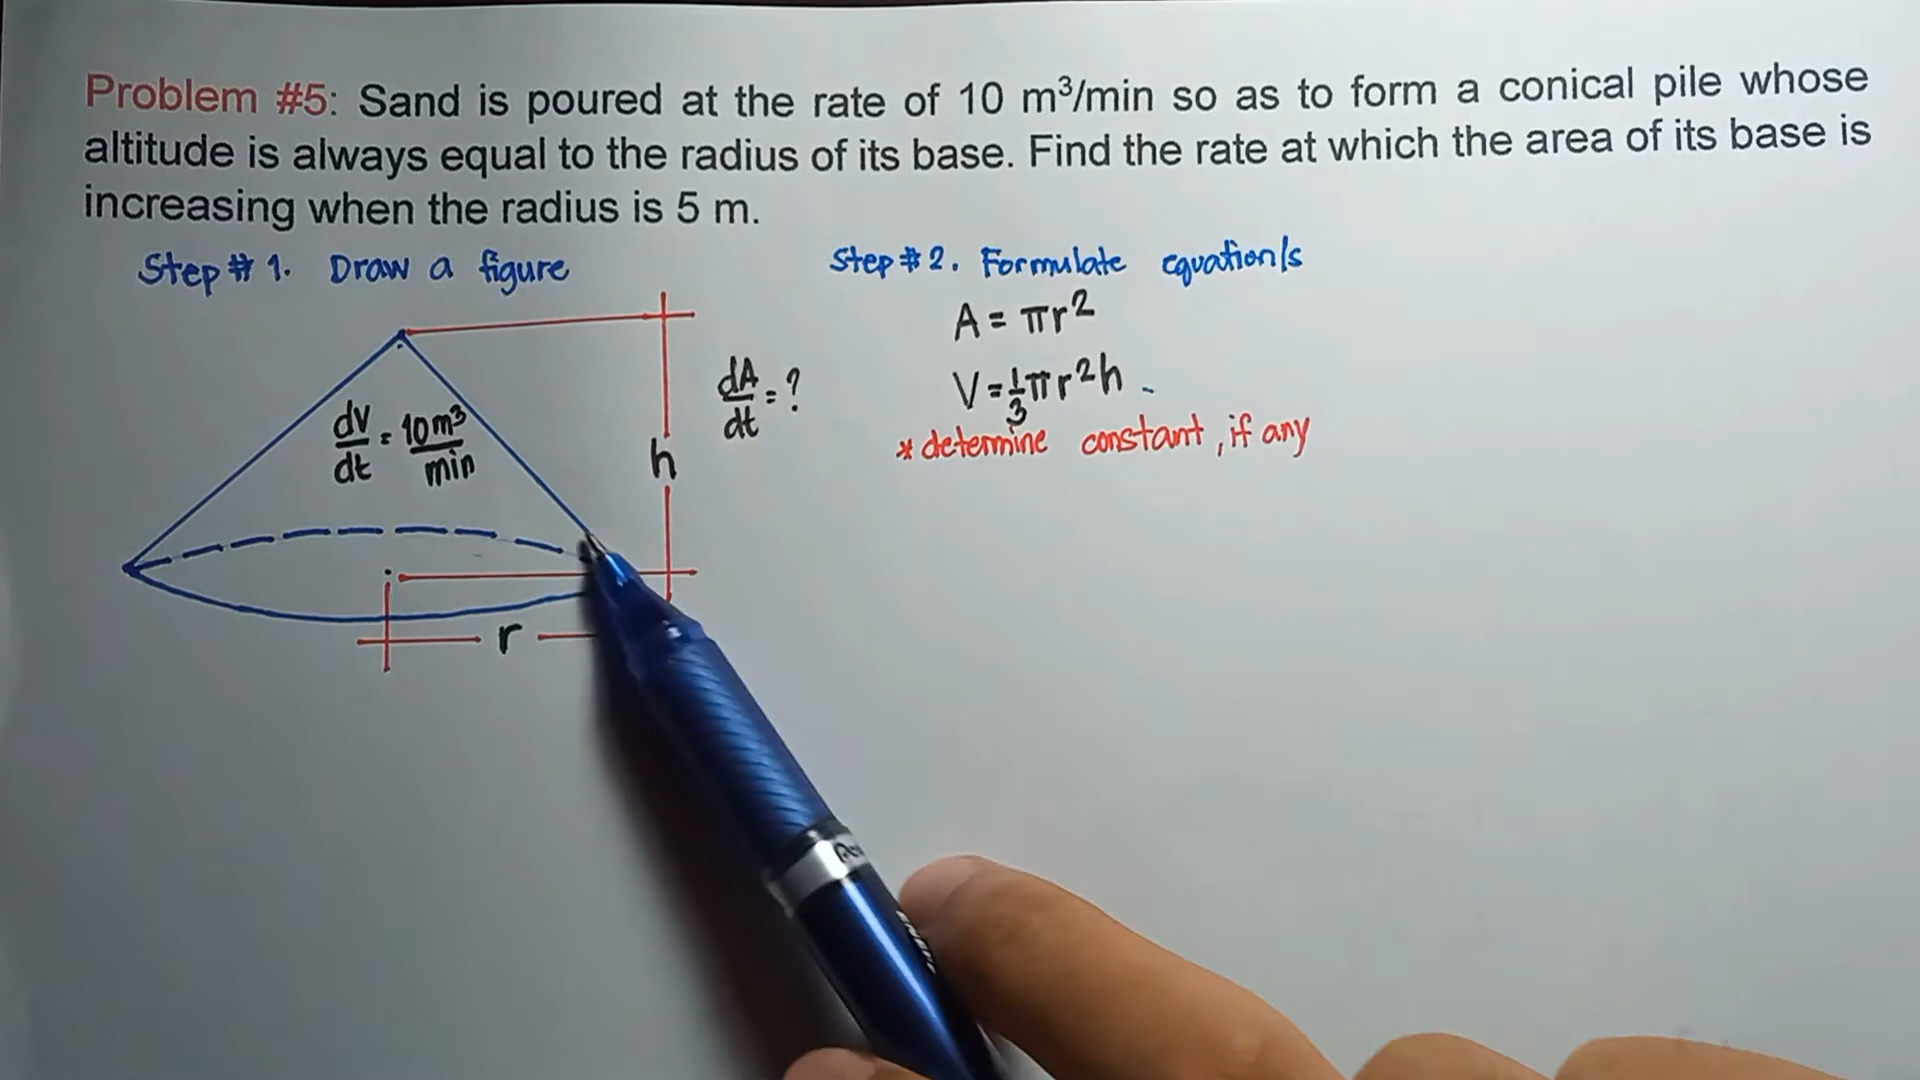 Problem #5: Sand is poured at the rate of 10 m³/min so as to form a conical pile whose
altitude is always equal to the radius of its base. Find the rate at which the area of its base is
increasing when the radius is 5 m.
Step # 1. Draw a figure
Step # 2. Formulate equation/s
A = πr²
dA/dt = ?
V = 1/3 πr²h
dV/dt = 10m³/min
* determine constant, if any
h
r